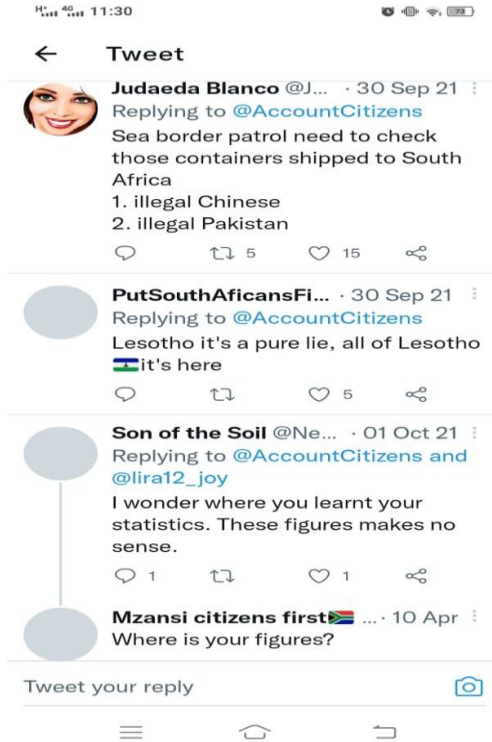 H+ 4G 11:30 73
Tweet
Judaeda Blanco @J... · 30 Sep 21
Replying to @AccountCitizens
Sea border patrol need to check
those containers shipped to South
Africa
1. illegal Chinese
2. illegal Pakistan
5 15
PutSouthAficansFi... · 30 Sep 21
Replying to @AccountCitizens
Lesotho it's a pure lie, all of Lesotho
🇱🇸it's here
5
Son of the Soil @Ne... · 01 Oct 21
Replying to @AccountCitizens and
@lira12_joy
I wonder where you learnt your
statistics. These figures makes no
sense.
1 1
Mzansi citizens first🇿🇦 ... · 10 Apr
Where is your figures?
Tweet your reply